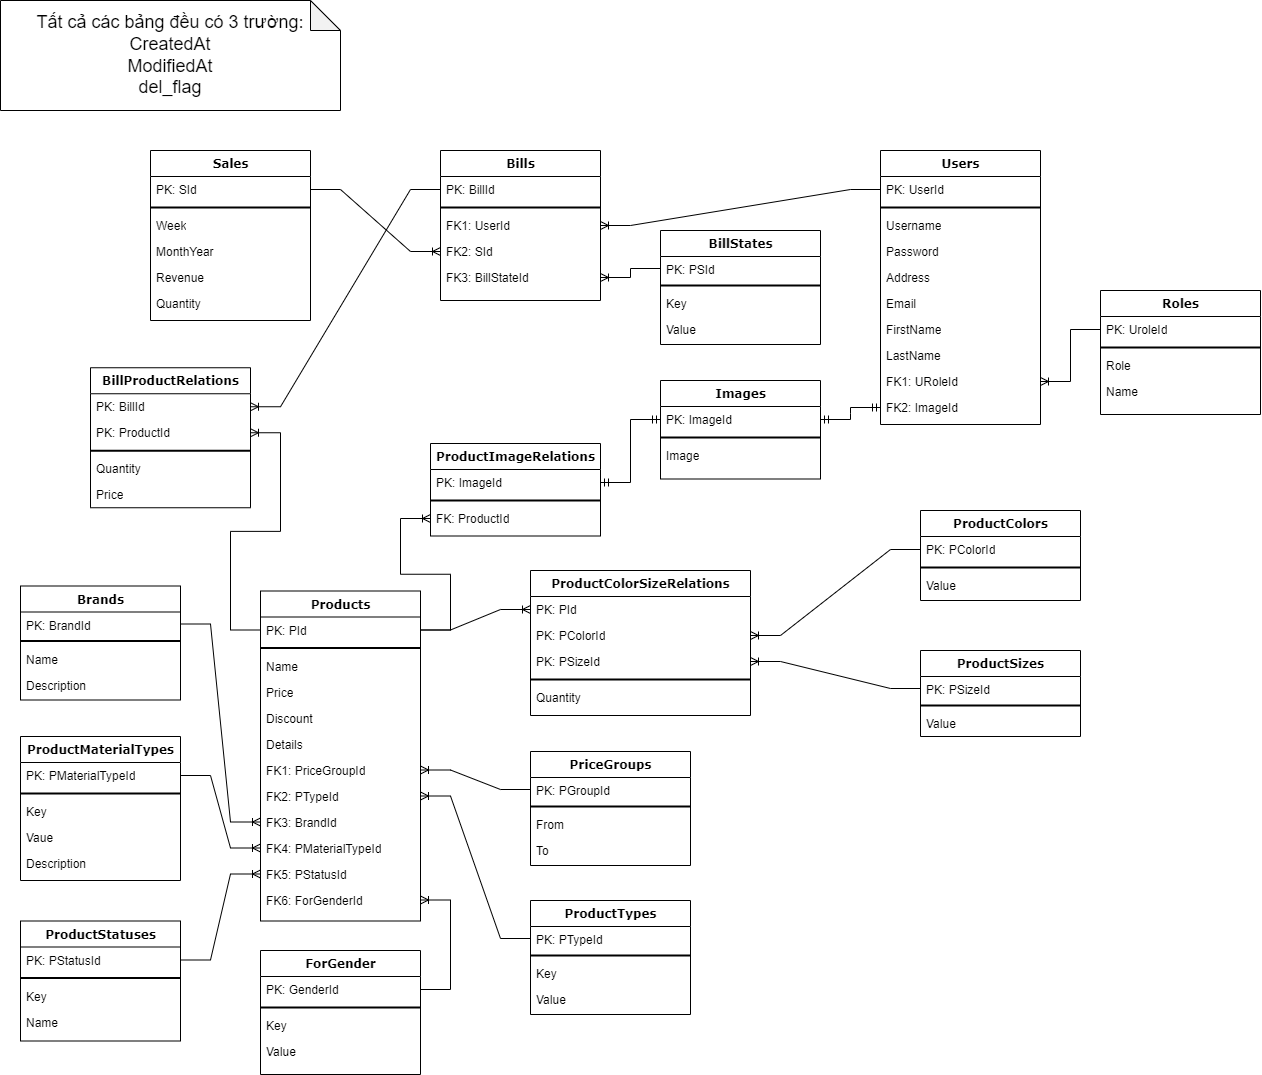 Tất cả các bảng đều có 3 trường:
CreatedAt
ModifiedAt
del_flag
Sales
PK: SId
Week
MonthYear
Revenue
Quantity
Bills
PK: BillId
FK1: UserId
FK2: SId
FK3: BillStateId
BillStates
PK: PSId
Key
Value
Users
PK: UserId
Username
Password
Address
Email
FirstName
LastName
FK1: URoleId
FK2: ImageId
Roles
PK: UroleId
Role
Name
BillProductRelations
PK: BillId
PK: ProductId
Quantity
Price
Images
PK: ImageId
Image
ProductImageRelations
PK: ImageId
FK: ProductId
ProductColors
PK: PColorId
Value
ProductColorSizeRelations
PK: PId
PK: PColorId
PK: PSizeId
Quantity
ProductSizes
PK: PSizeId
Value
Brands
PK: BrandId
Name
Description
Products
PK: PId
Name
Price
Discount
Details
FK1: PriceGroupId
FK2: PTypeId
FK3: BrandId
FK4: PMaterialTypeId
FK5: PStatusId
FK6: ForGenderId
ProductMaterialTypes
PK: PMaterialTypeId
Key
Vaue
Description
PriceGroups
PK: PGroupId
From
To
ProductTypes
PK: PTypeId
Key
Value
ProductStatuses
PK: PStatusId
Key
Name
ForGender
PK: GenderId
Key
Value